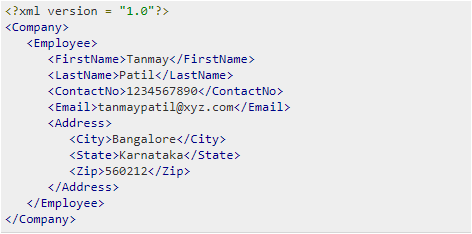 <?xml version = "1.0"?>
<Company>
   <Employee>
      <FirstName>Tanmay</FirstName>
      <LastName>Patil</LastName>
      <ContactNo>1234567890</ContactNo>
      <Email>tanmaypatil@xyz.com</Email>
      <Address>
         <City>Bangalore</City>
         <State>Karnataka</State>
         <Zip>560212</Zip>
      </Address>
   </Employee>
</Company>